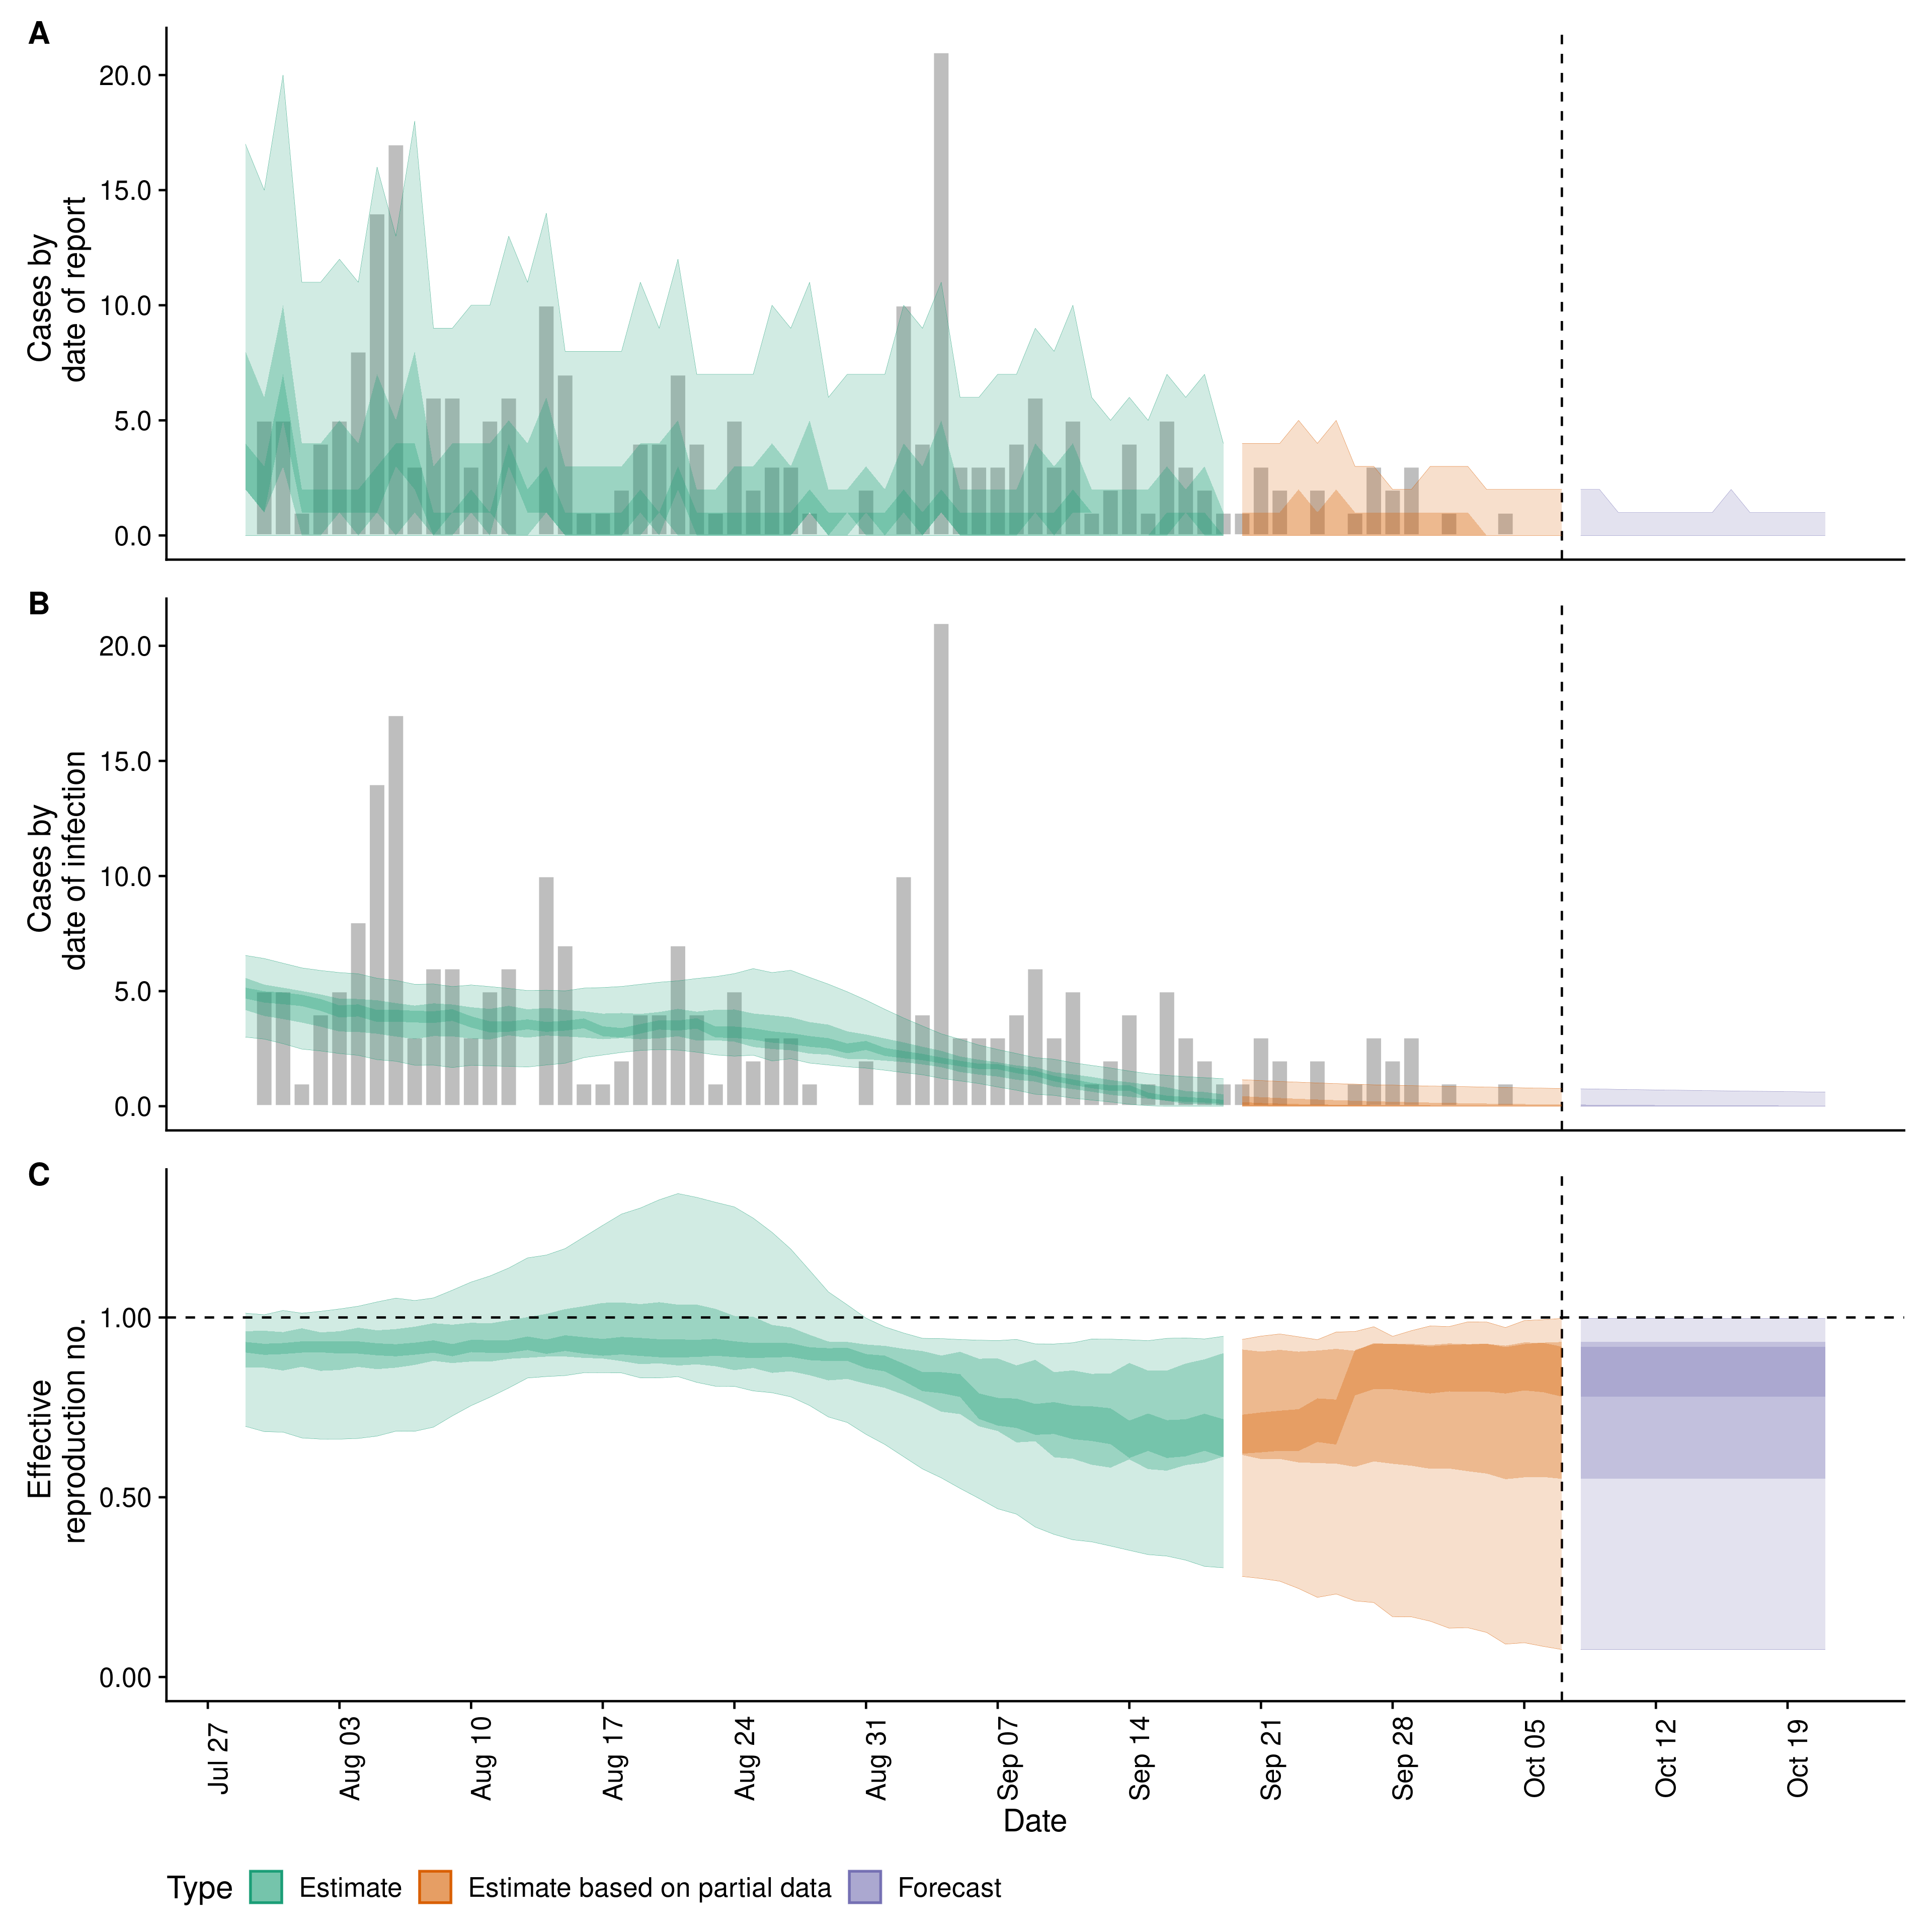 A
20.0
15.0
10.0
5.0
0.0
Cases by
date of report
B
20.0
15.0
10.0
5.0
0.0
Cases by
date of infection
C
1.00
0.50
0.00
Effective
reproduction no.
Jul 27
Aug 03
Aug 10
Aug 17
Aug 24
Aug 31
Sep 07
Sep 14
Sep 21
Sep 28
Oct 05
Oct 12
Oct 19
Date
Type Estimate Estimate based on partial data Forecast